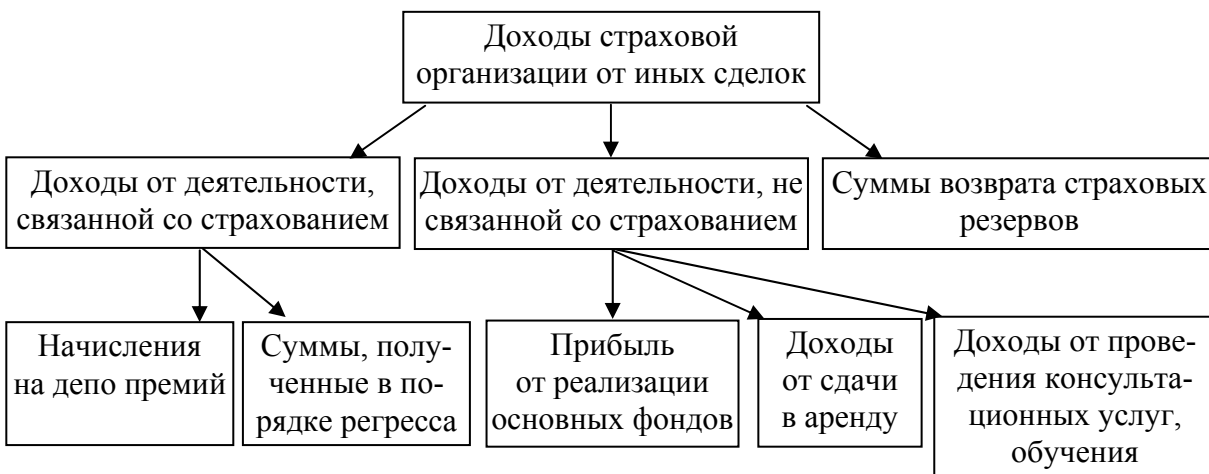 Доходы страховой
организации от иных сделок
Доходы от деятельности,
связанной со страхованием
Доходы от деятельности, не
связанной со страхованием
Суммы возврата страховых
резервов
Начисления
на депо премий
Суммы, полу-
ченные в по-
рядке регресса
Прибыль
от реализации
основных фондов
Доходы
от сдачи
в аренду
Доходы от прове-
дения консульта-
ционных услуг,
обучения